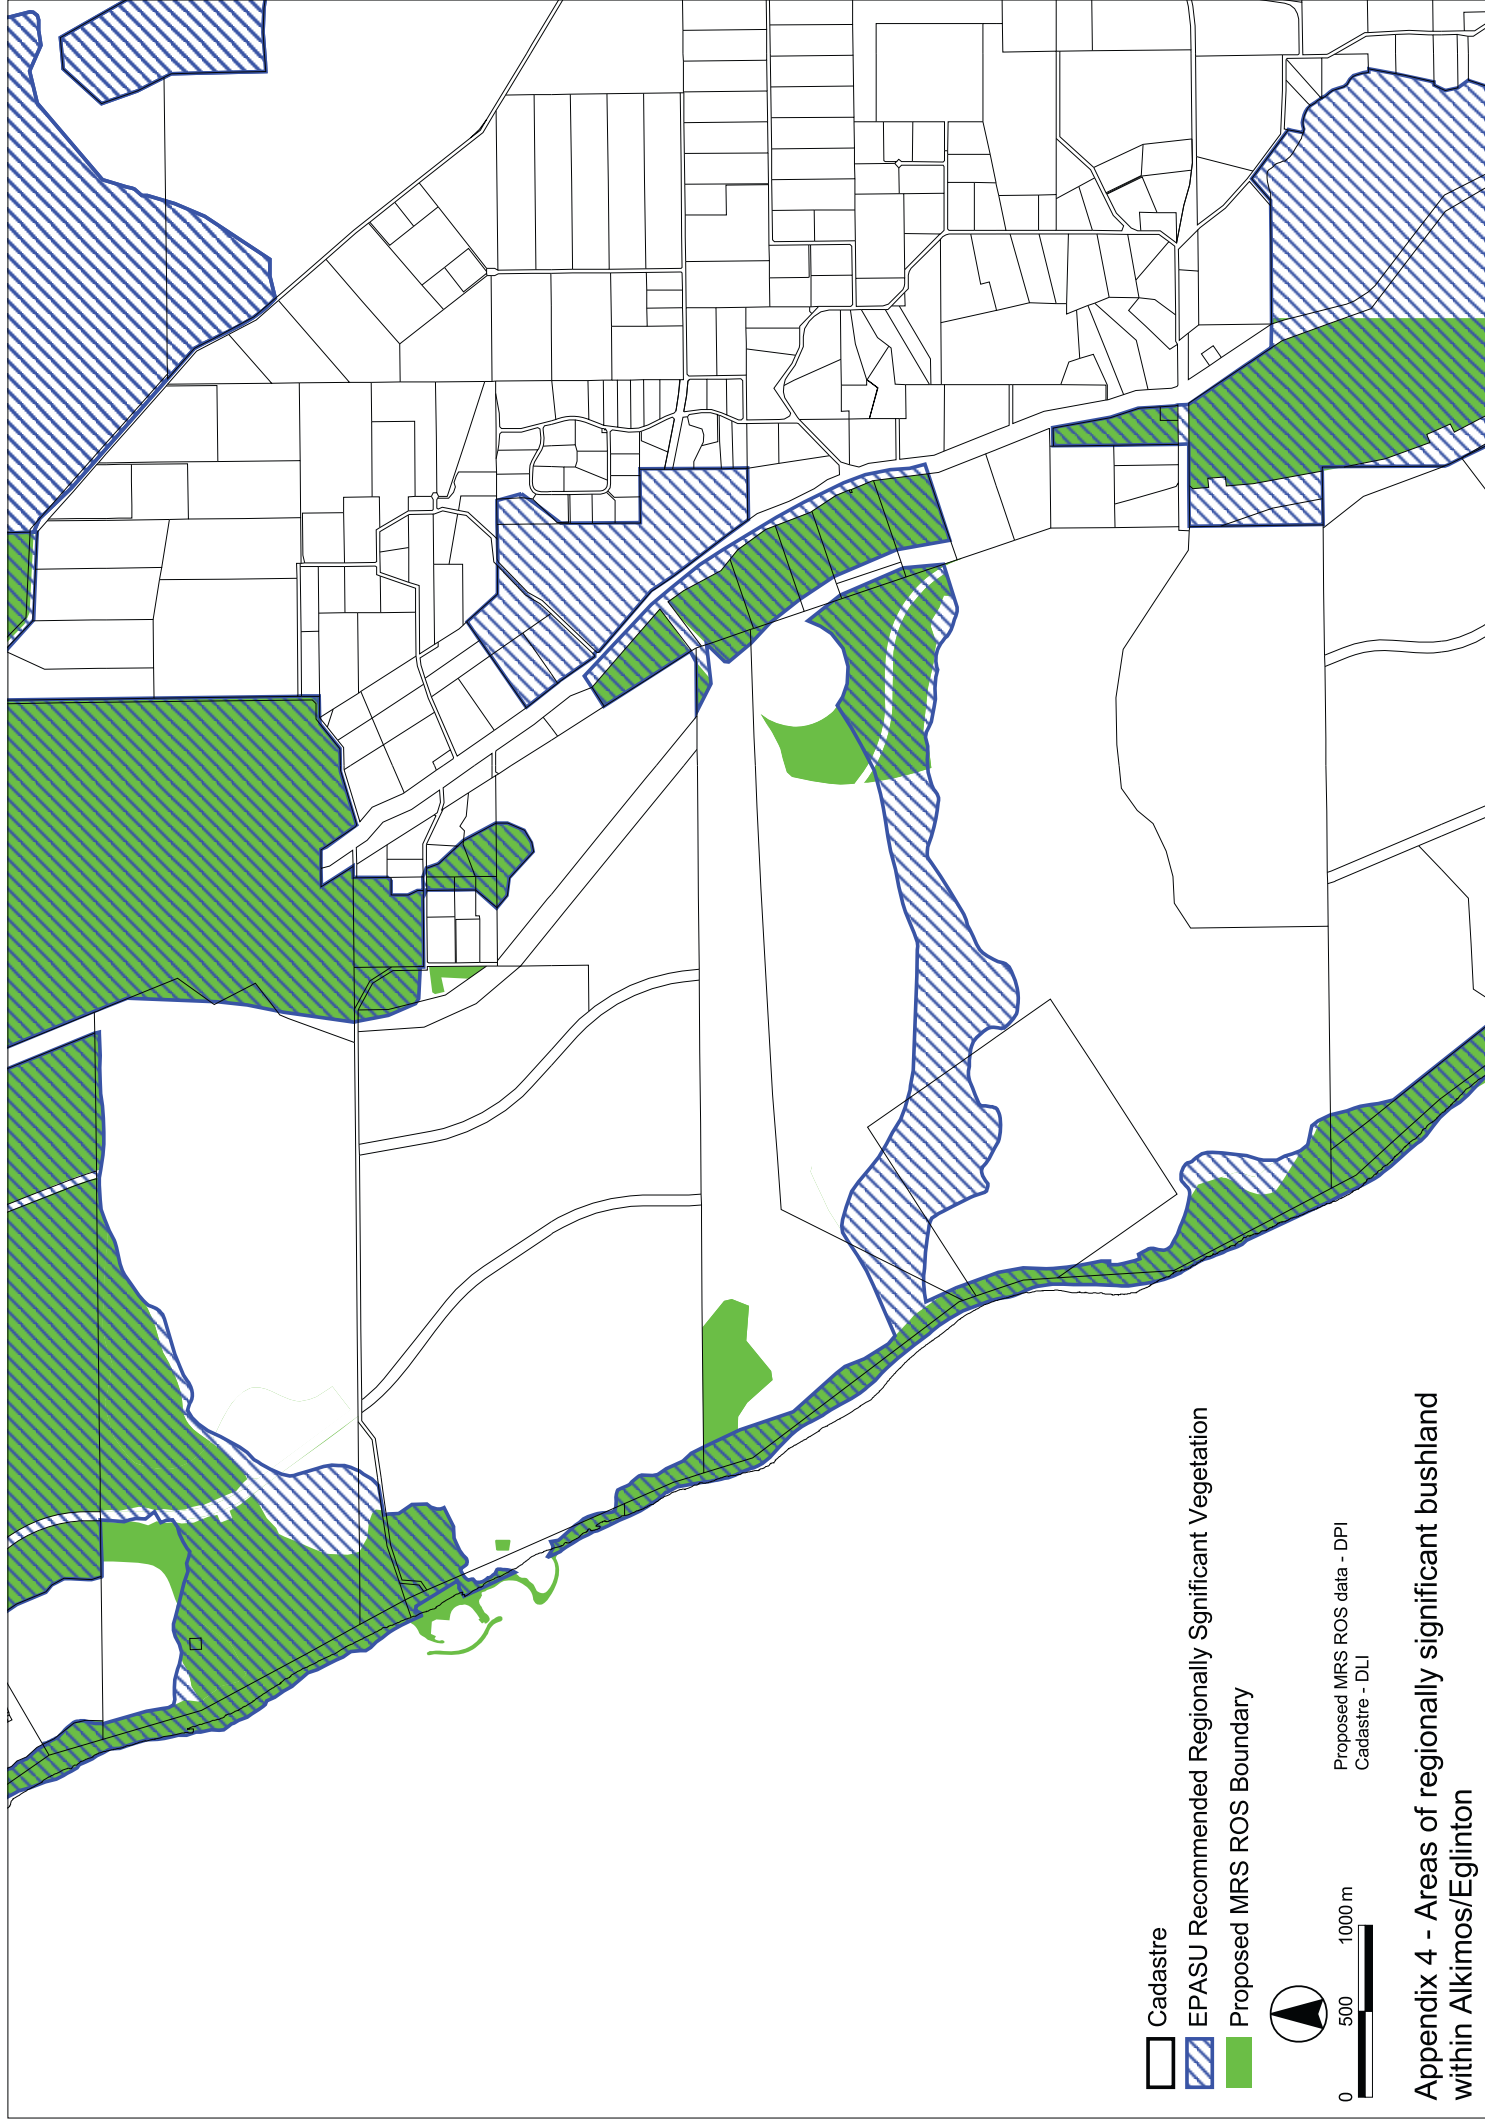 Cadastre
EPASU Recommended Regionally Sgnificant Vegetation
Proposed MRS ROS Boundary
0 500 1000 m
Proposed MRS ROS data - DPI
Cadastre - DLI
Appendix 4 - Areas of regionally significant bushland
within Alkimos/Eglinton